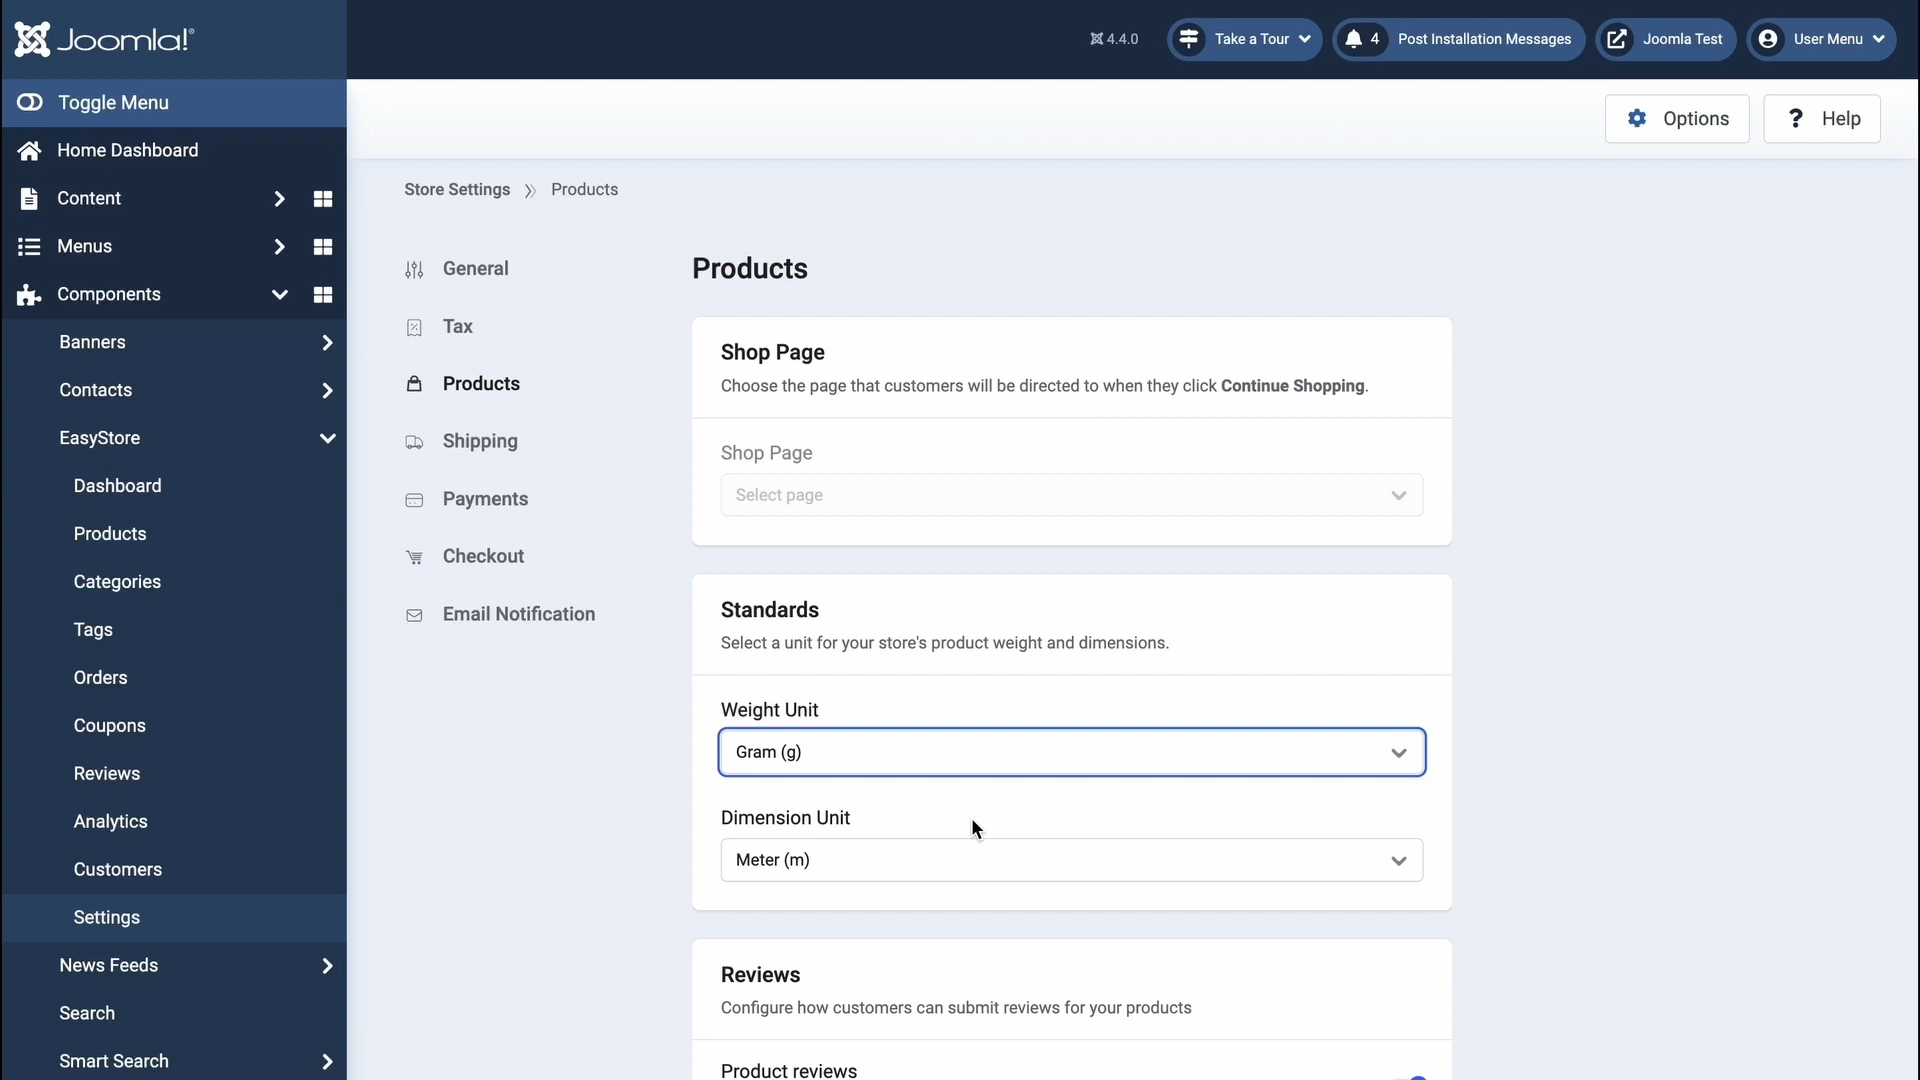 Joomla!
4.4.0
Take a Tour
4 Post Installation Messages
Joomla Test
User Menu
Toggle Menu
Home Dashboard
Content
Menus
Components
Banners
Contacts
EasyStore
Dashboard
Products
Categories
Tags
Orders
Coupons
Reviews
Analytics
Customers
Settings
News Feeds
Search
Smart Search
Options
? Help
Store Settings
Products
General
Tax
Products
Shipping
Payments
Checkout
Email Notification
Products
Shop Page
Choose the page that customers will be directed to when they click Continue Shopping.
Shop Page
Select page
Standards
Select a unit for your store's product weight and dimensions.
Weight Unit
Gram (g)
Dimension Unit
Meter (m)
Reviews
Configure how customers can submit reviews for your products
Product reviews